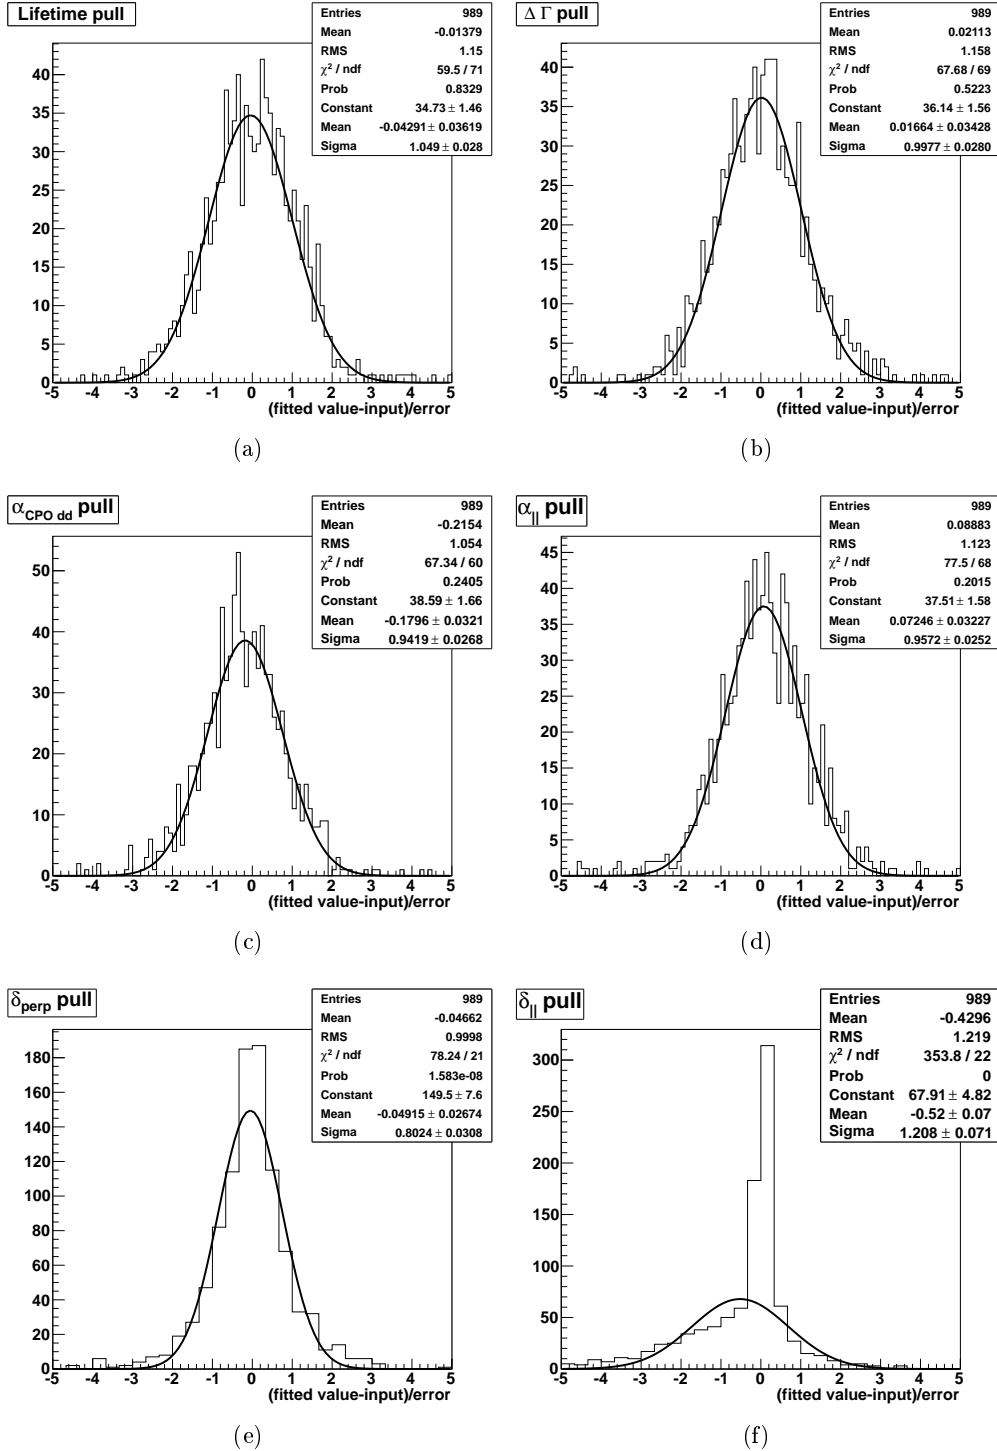 Lifetime pull
Entries 989
Mean -0.01379
RMS 1.15
χ² / ndf 59.5 / 71
Prob 0.8329
Constant 34.73 ± 1.46
Mean -0.04291 ± 0.03619
Sigma 1.049 ± 0.028
40
35
30
25
20
15
10
5
0
-5 -4 -3 -2 -1 0 1 2 3 4 5
(fitted value-input)/error
(a)
Δ Γ pull
Entries 989
Mean 0.02113
RMS 1.158
χ² / ndf 67.68 / 69
Prob 0.5223
Constant 36.14 ± 1.56
Mean 0.01664 ± 0.03428
Sigma 0.9977 ± 0.0280
40
35
30
25
20
15
10
5
0
-5 -4 -3 -2 -1 0 1 2 3 4 5
(fitted value-input)/error
(b)
α_CPO dd pull
Entries 989
Mean -0.2154
RMS 1.054
χ² / ndf 67.34 / 60
Prob 0.2405
Constant 38.59 ± 1.66
Mean -0.1796 ± 0.0321
Sigma 0.9419 ± 0.0268
50
40
30
20
10
0
-5 -4 -3 -2 -1 0 1 2 3 4 5
(fitted value-input)/error
(c)
α_|| pull
Entries 989
Mean 0.08883
RMS 1.123
χ² / ndf 77.5 / 68
Prob 0.2015
Constant 37.51 ± 1.58
Mean 0.07246 ± 0.03227
Sigma 0.9572 ± 0.0252
45
40
35
30
25
20
15
10
5
0
-5 -4 -3 -2 -1 0 1 2 3 4 5
(fitted value-input)/error
(d)
δ_perp pull
Entries 989
Mean -0.04662
RMS 0.9998
χ² / ndf 78.24 / 21
Prob 1.583e-08
Constant 149.5 ± 7.6
Mean -0.04915 ± 0.02674
Sigma 0.8024 ± 0.0308
180
160
140
120
100
80
60
40
20
0
-5 -4 -3 -2 -1 0 1 2 3 4 5
(fitted value-input)/error
(e)
δ_|| pull
Entries 989
Mean -0.4296
RMS 1.219
χ² / ndf 353.8 / 22
Prob 0
Constant 67.91 ± 4.82
Mean -0.52 ± 0.07
Sigma 1.208 ± 0.071
300
250
200
150
100
50
0
-5 -4 -3 -2 -1 0 1 2 3 4 5
(fitted value-input)/error
(f)